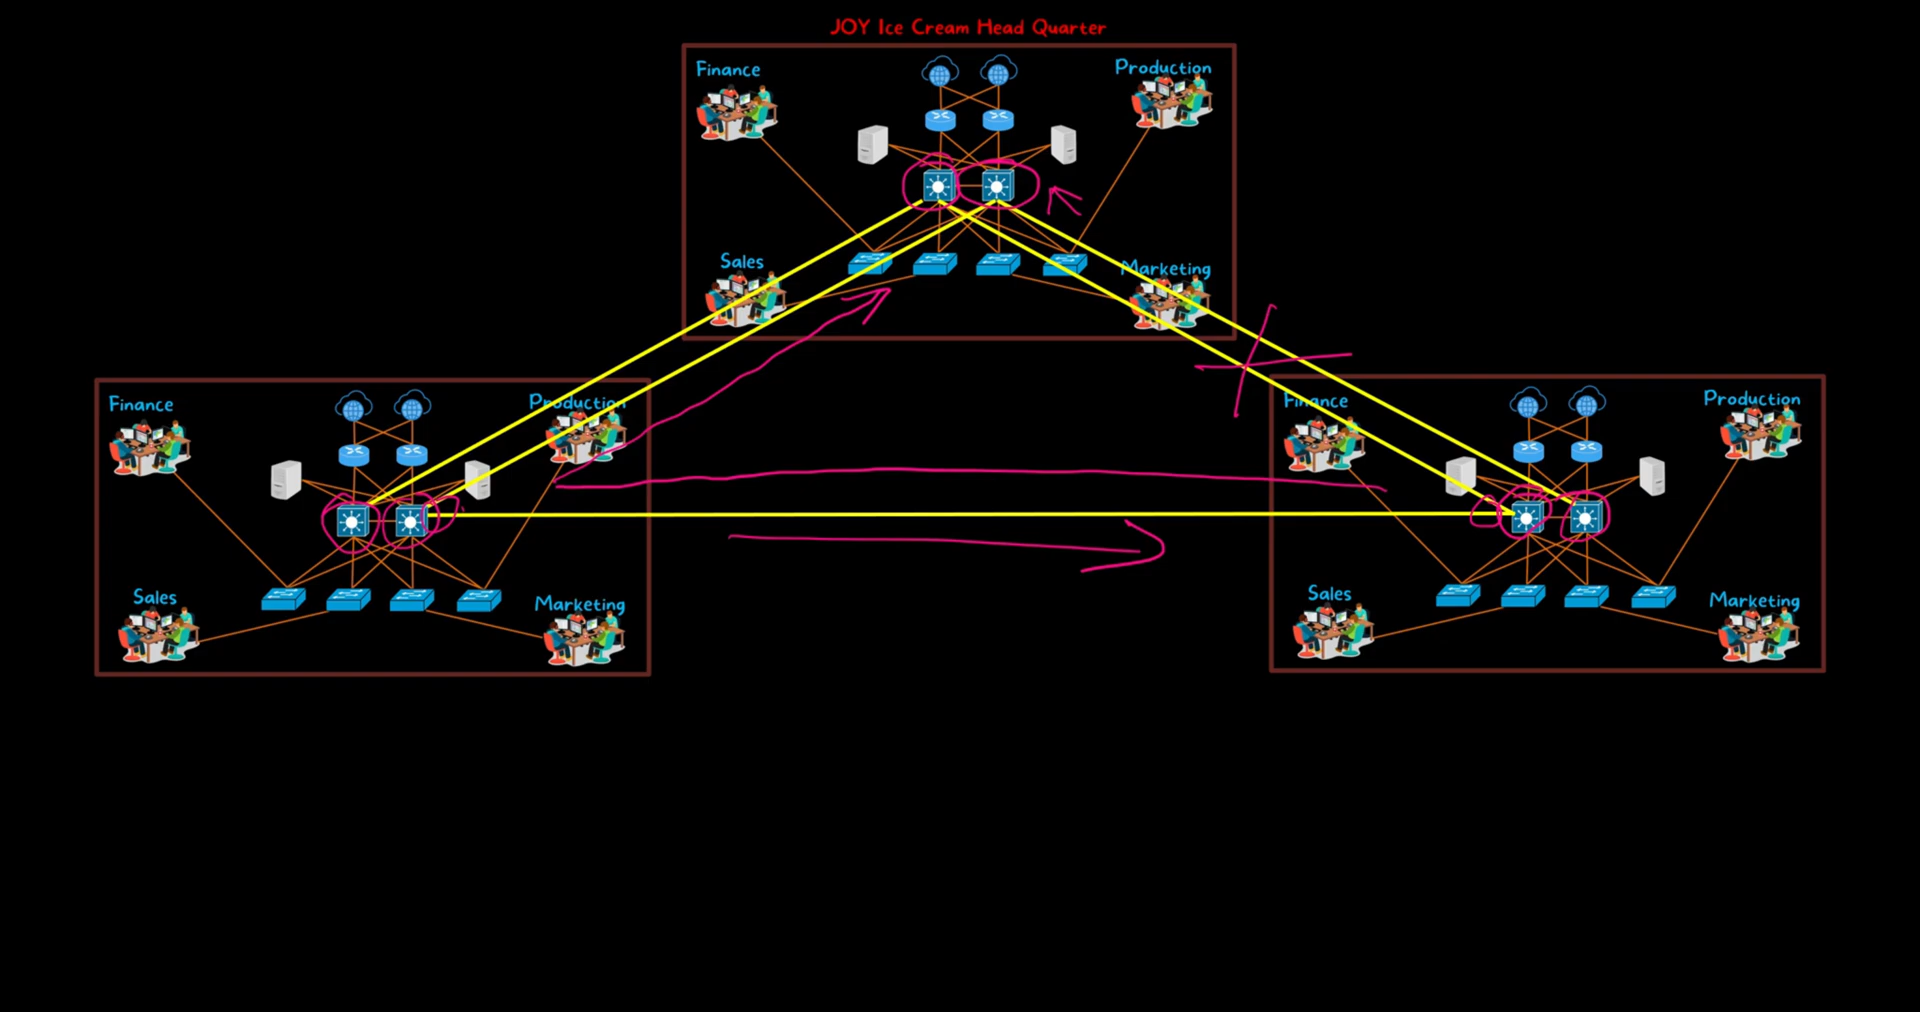 JOY Ice Cream Head Quarter
Finance
Production
Sales
Marketing
Finance
Production
Sales
Marketing
Finance
Production
Sales
Marketing